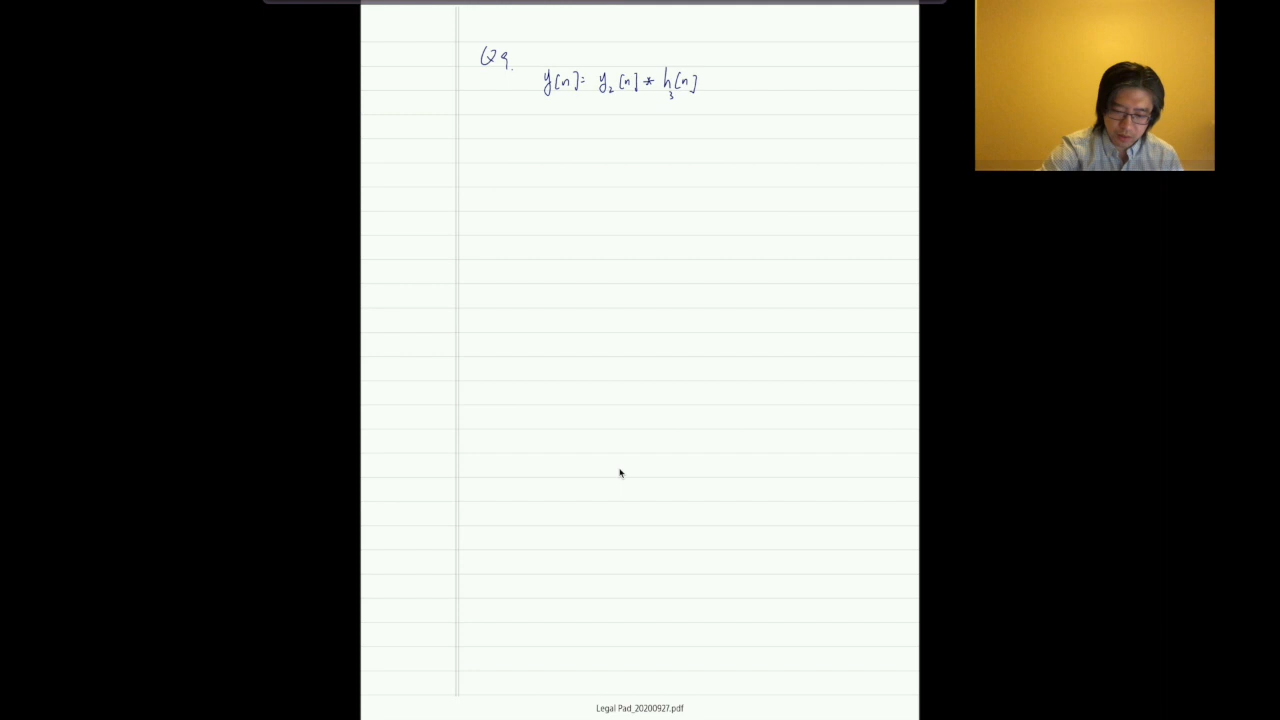 Q9.
y[n] = y₂[n] * h₃[n]
Legal Pad_20200927.pdf